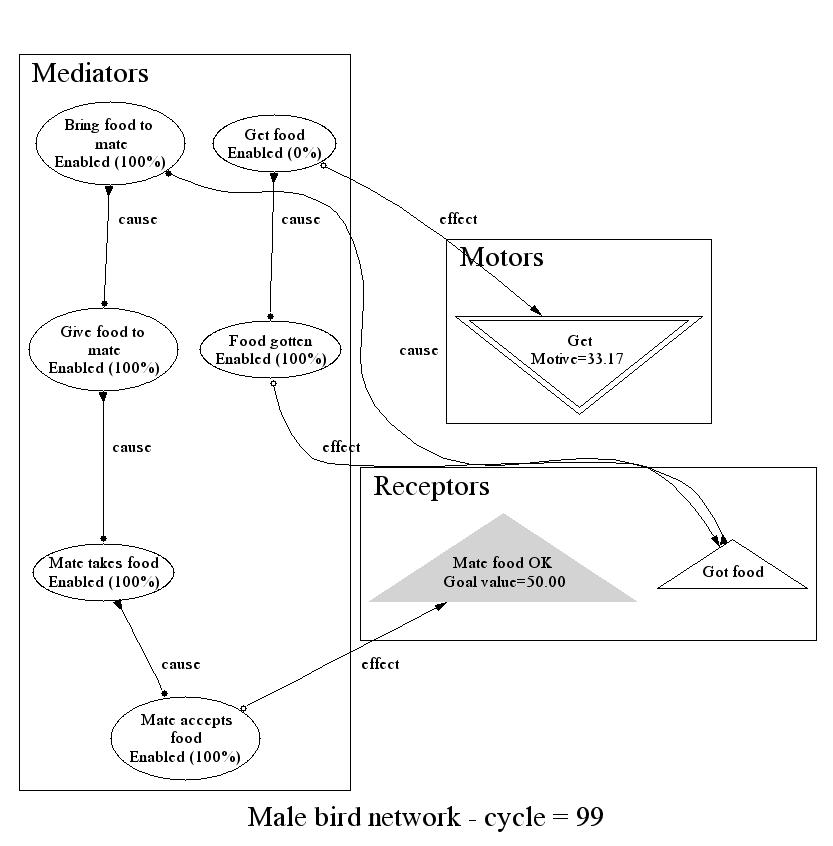 Mediators
Bring food to
mate
Enabled (100%)
Get food
Enabled (0%)
cause
cause
effect
Motors
Get
Motive=33.17
Give food to
mate
Enabled (100%)
Food gotten
Enabled (100%)
cause
cause
effect
Receptors
Mate food OK
Goal value=50.00
Got food
Mate takes food
Enabled (100%)
cause
effect
Mate accepts
food
Enabled (100%)
Male bird network - cycle = 99